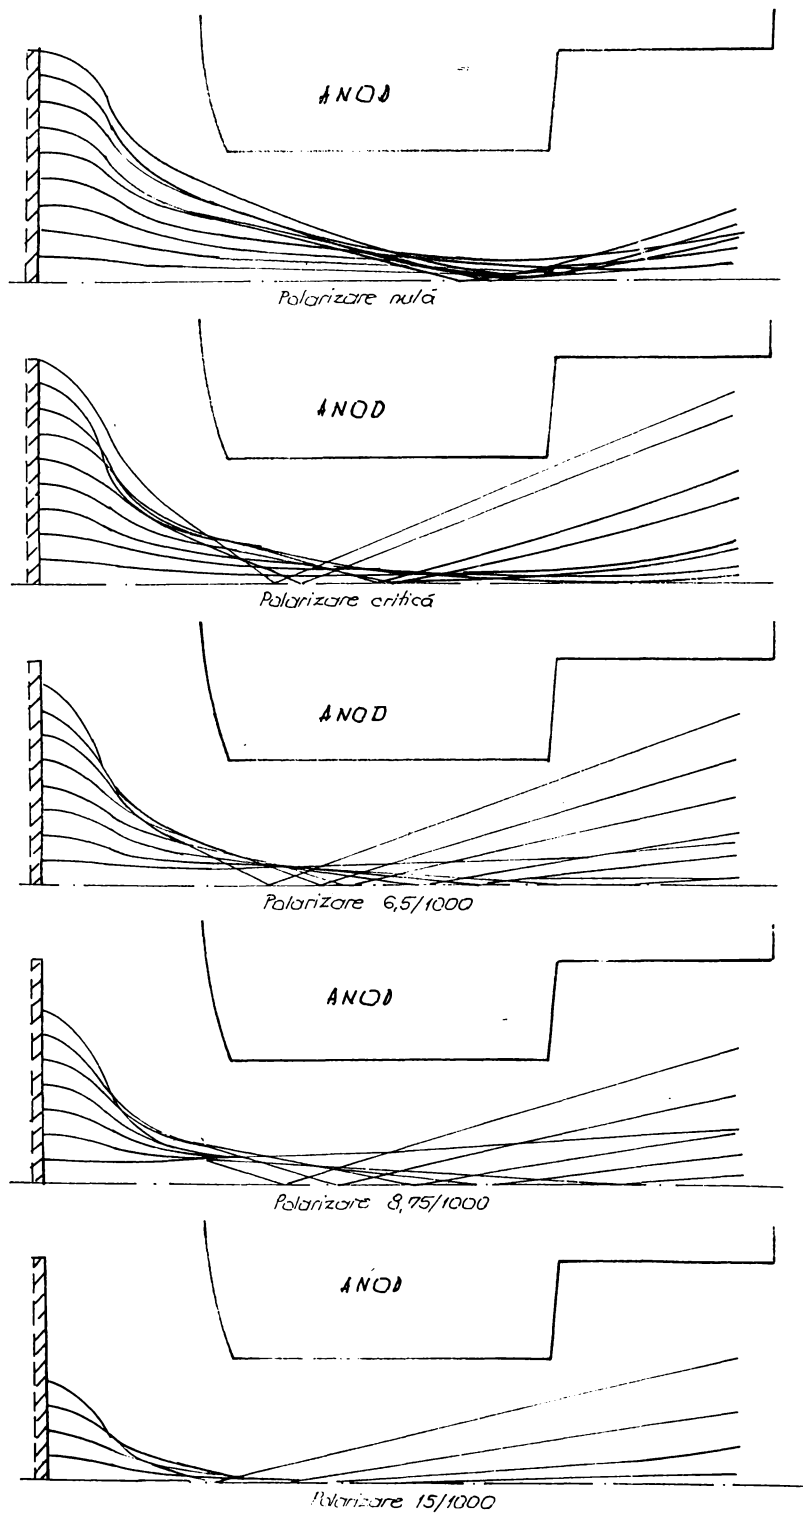 ANOD
Polarizare nulă
ANOD
Polarizare critică
ANOD
Polarizare 6,5/1000
ANOD
Polarizare 8,75/1000
ANOD
Polarizare 15/1000